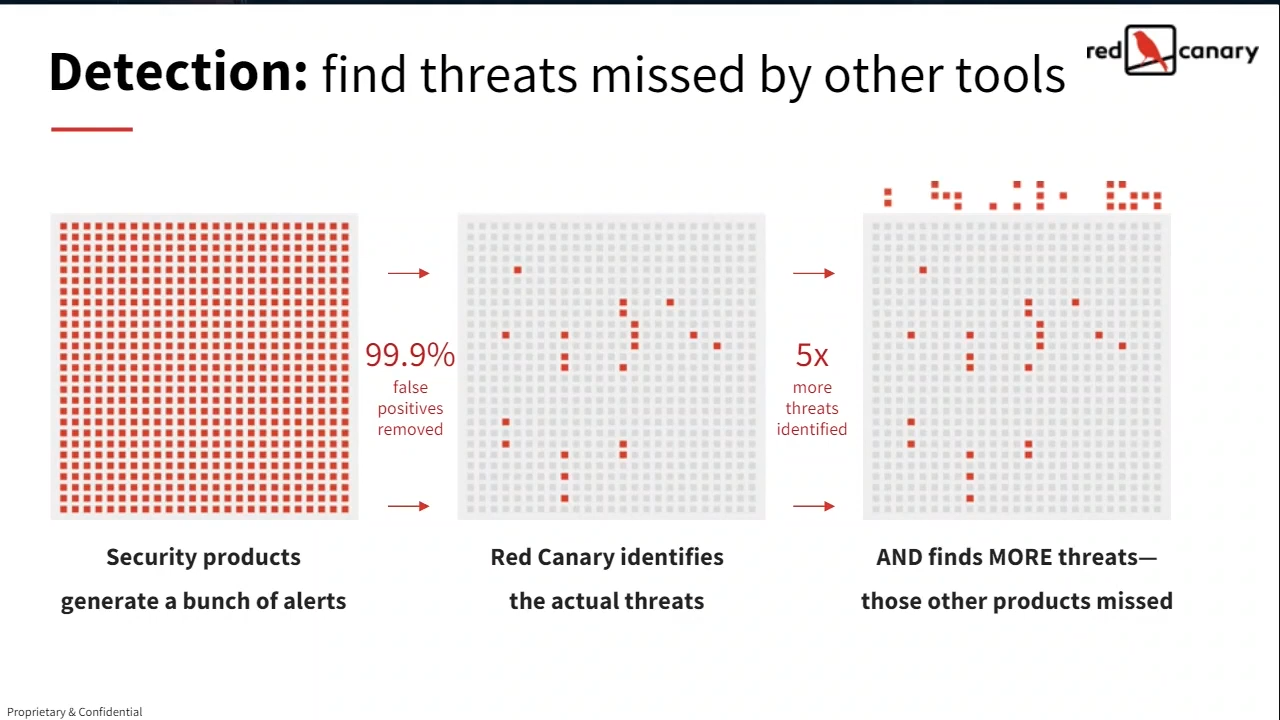 Detection: find threats missed by other tools
red canary
99.9%
false
positives
removed
5x
more
threats
identified
Security products
generate a bunch of alerts
Red Canary identifies
the actual threats
AND finds MORE threats—
those other products missed
Proprietary & Confidential